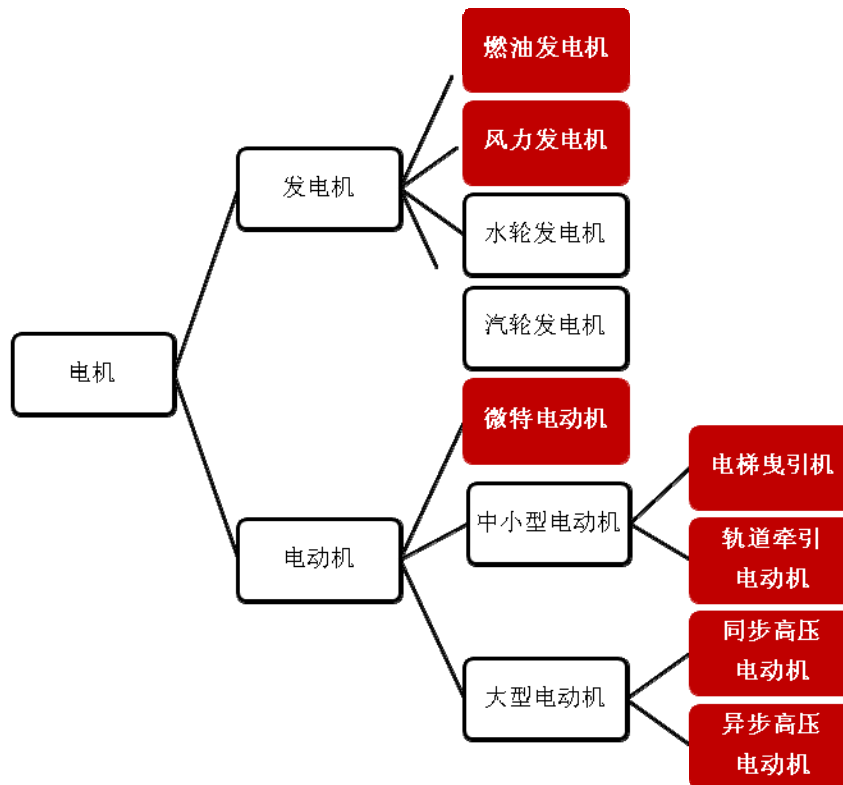 燃油发电机
风力发电机
发电机
水轮发电机
汽轮发电机
电机
微特电动机
电梯曳引机
中小型电动机
轨道牵引
电动机
电动机
同步高压
电动机
大型电动机
异步高压
电动机